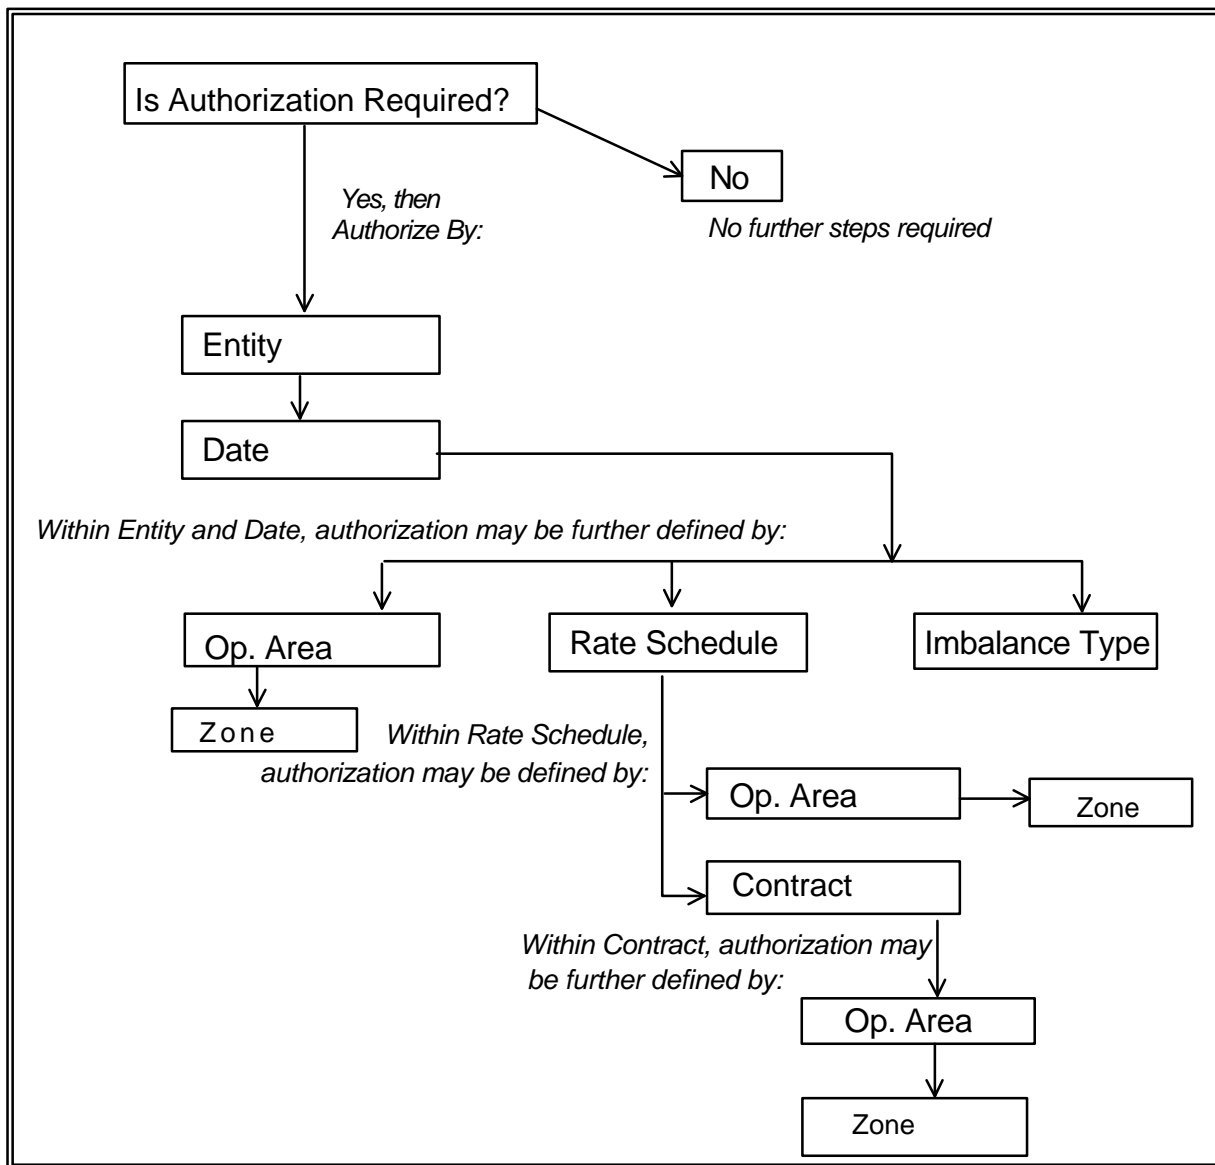 Is Authorization Required?
No
Yes, then
Authorize By:
No further steps required
Entity
Date
Within Entity and Date, authorization may be further defined by:
Op. Area
Rate Schedule
Imbalance Type
Zone
Within Rate Schedule,
authorization may be defined by:
Op. Area
Zone
Contract
Within Contract, authorization may
be further defined by:
Op. Area
Zone